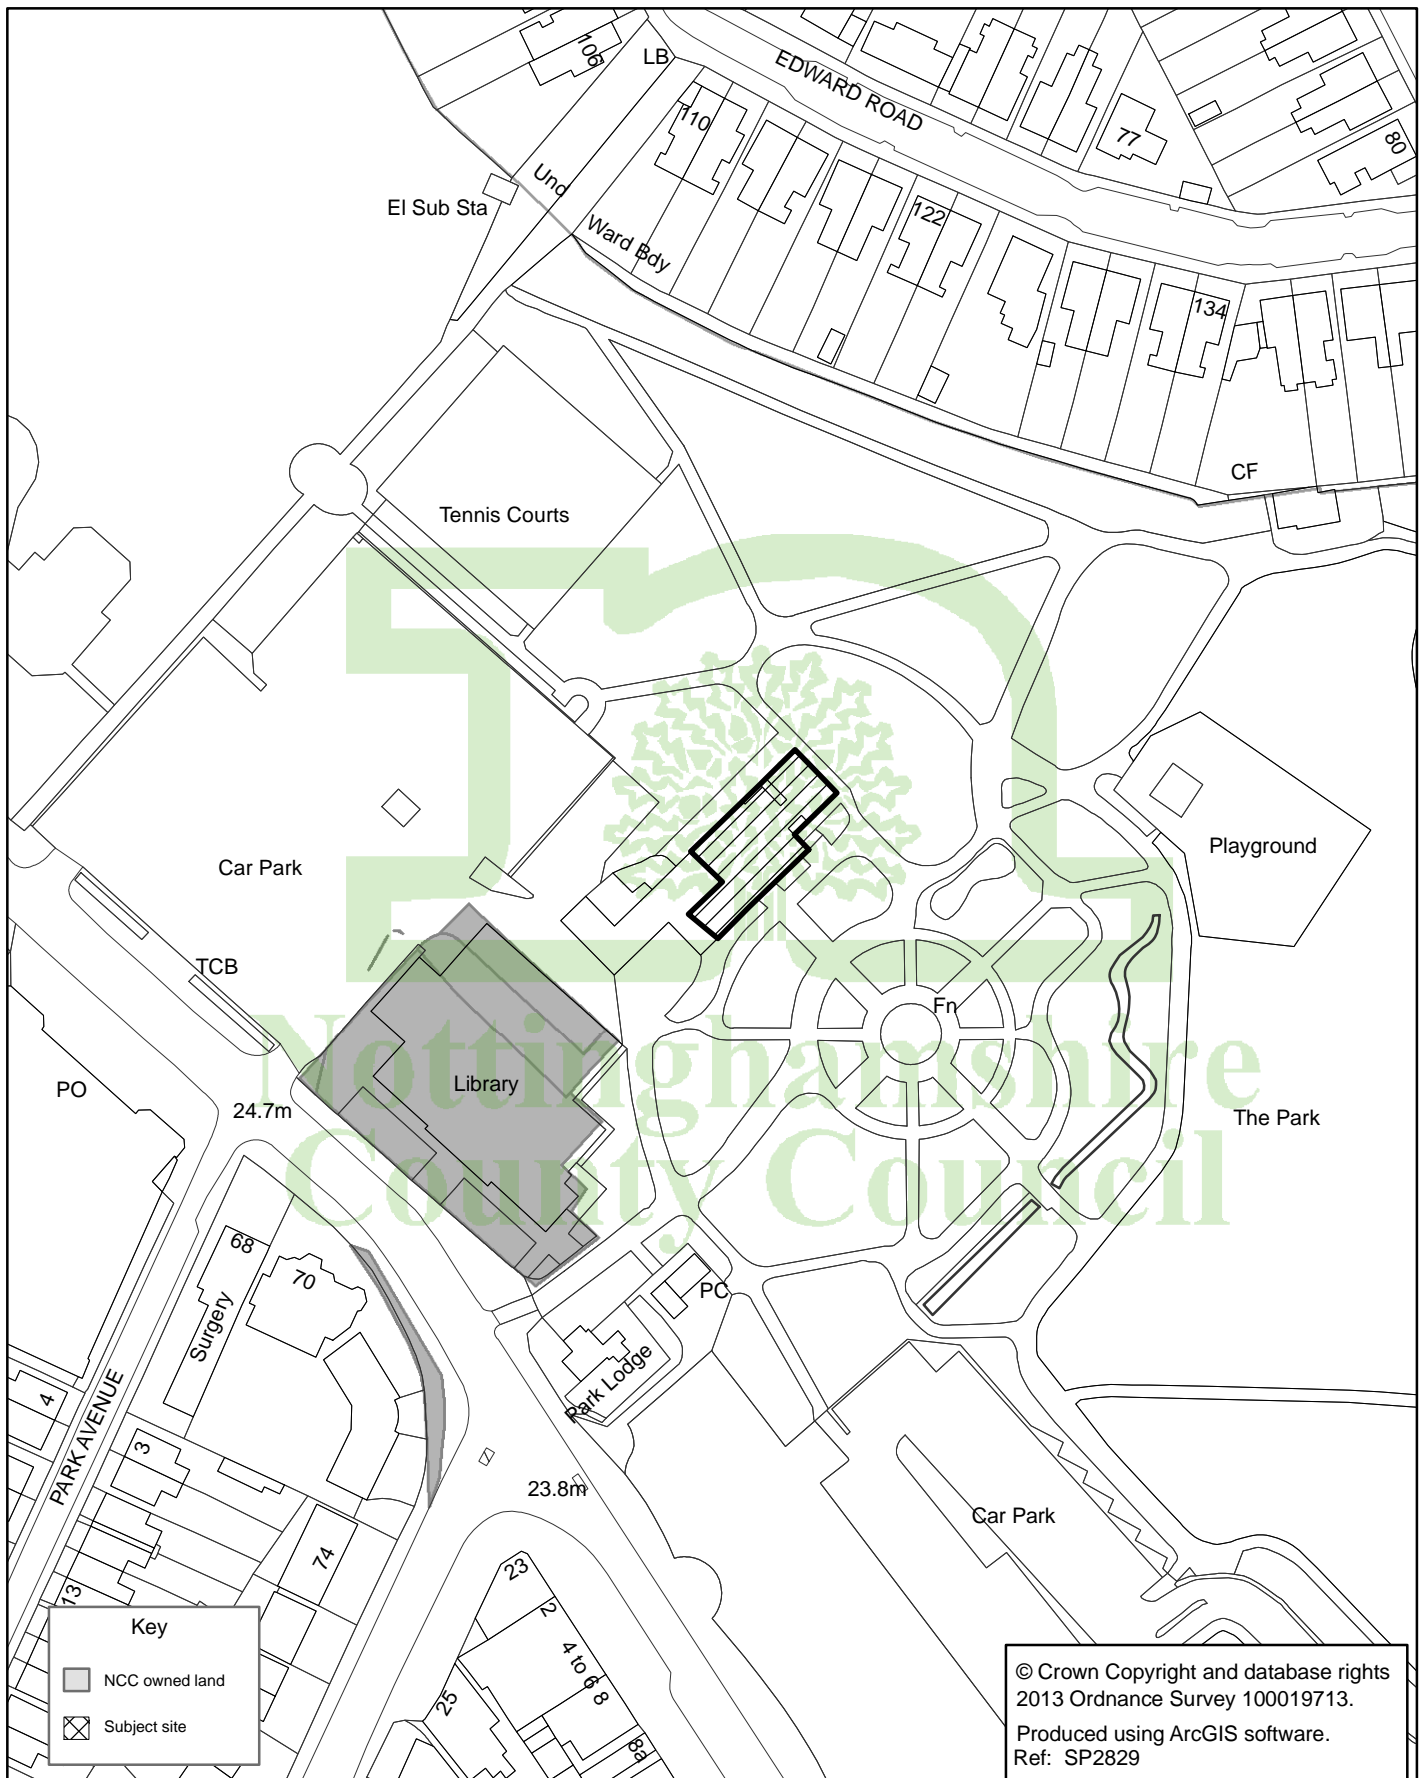 106
LB
EDWARD ROAD
110
77
80
Und
El Sub Sta
Ward Bdy
122
134
CF
Tennis Courts
Car Park
Playground
TCB
Fn
Nottinghamshire
County Council
Library
PO
24.7m
The Park
68
70
Surgery
PC
Park Lodge
4
PARK AVENUE
3
23.8m
Car Park
74
13
23
2
4 to 6
8
25
8a
Key
NCC owned land
Subject site
© Crown Copyright and database rights
2013 Ordnance Survey 100019713.
Produced using ArcGIS software.
Ref: SP2829